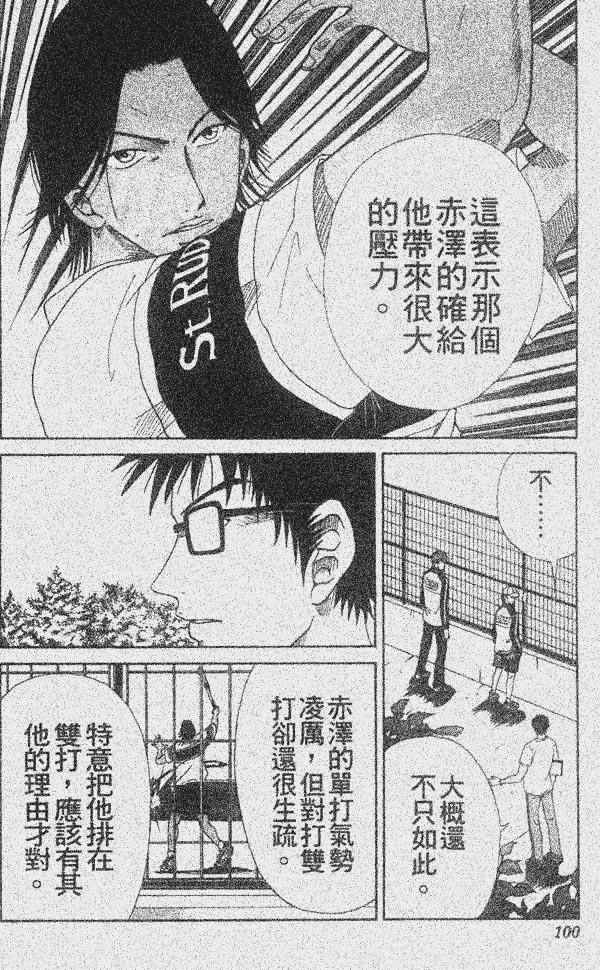 這表示那個
赤澤的確給
他帶來很大
的壓力。
St. RUD
不……
大概還
不只如此。
赤澤的單打氣勢
凌厲，但對打雙
打卻還很生疏。
特意把他排在
雙打，應該有其
他的理由才對。
100